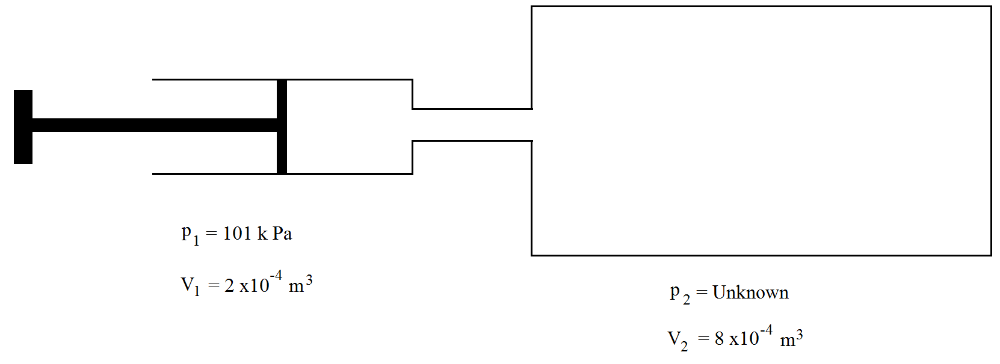 p₁ = 101 k Pa
V₁ = 2 x10⁻⁴ m³
p₂ = Unknown
V₂ = 8 x10⁻⁴ m³